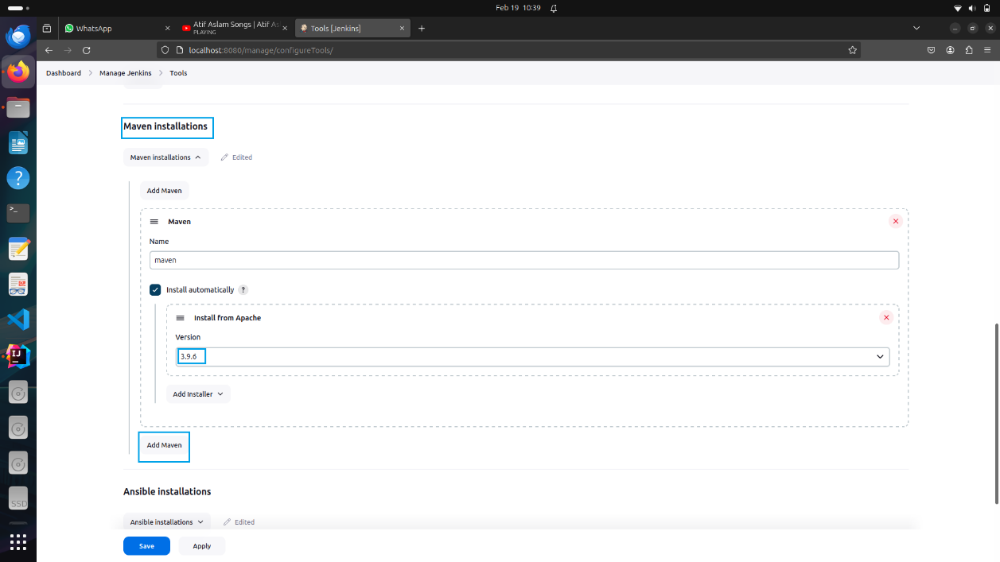 Feb 19 10:39
WhatsApp
Atif Aslam Songs | Atif As
PLAYING
Tools [Jenkins]
localhost:8080/manage/configureTools/
Dashboard
Manage Jenkins
Tools
Maven installations
Maven installations
Edited
Add Maven
Maven
Name
maven
Install automatically
?
Install from Apache
Version
3.9.6
Add Installer
Add Maven
Ansible installations
Ansible installations
Edited
Save
Apply
?
>_
IJ
SSD